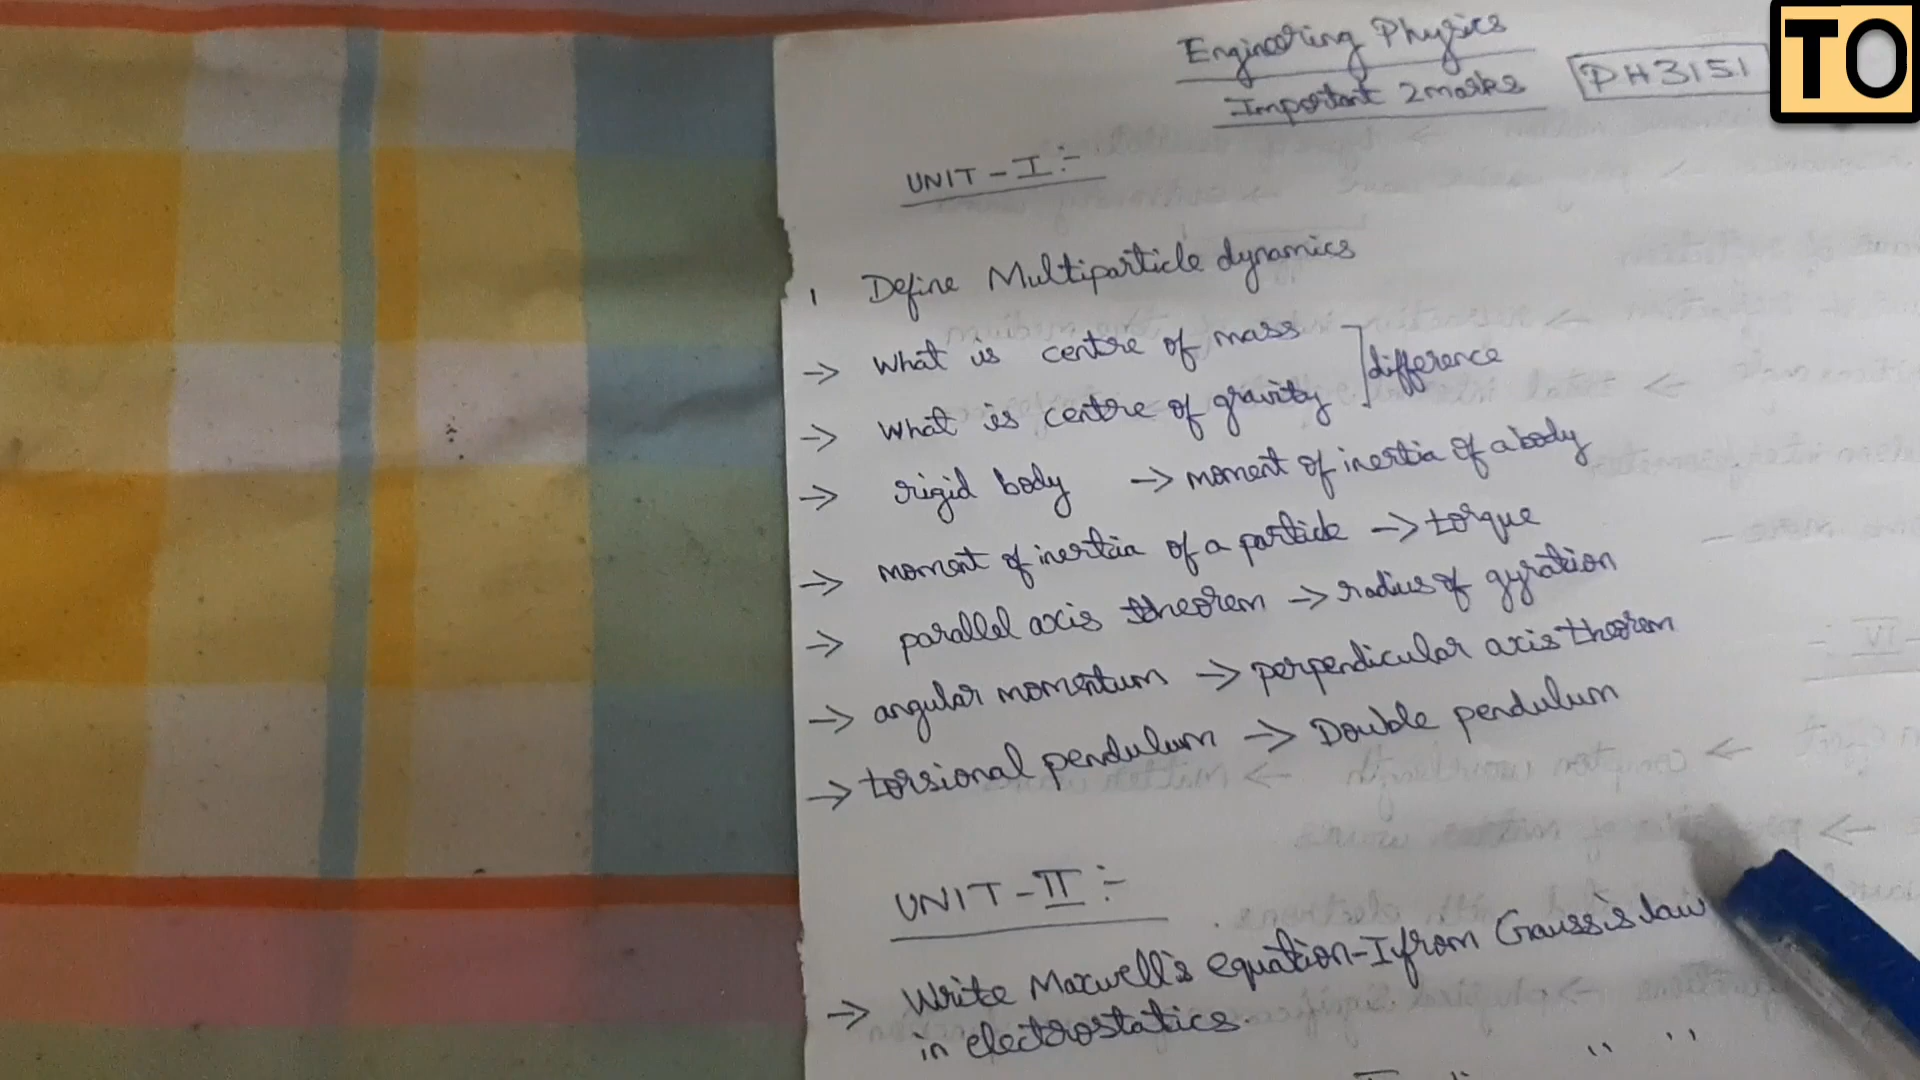 TO
Engineering Physics
Important 2marks
PH3151
UNIT - I :-
1 Define Multiparticle dynamics
→ What is centre of mass
→ What is centre of gravity
difference
→ rigid body → moment of inertia of a body
→ moment of inertia of a particle → torque
→ parallel axis theorem → radius of gyration
→ angular momentum → perpendicular axis theorem
→ torsional pendulum → Double pendulum
UNIT - II :-
→ Write Maxwell's equation-I from Gauss's law
in electrostatics.